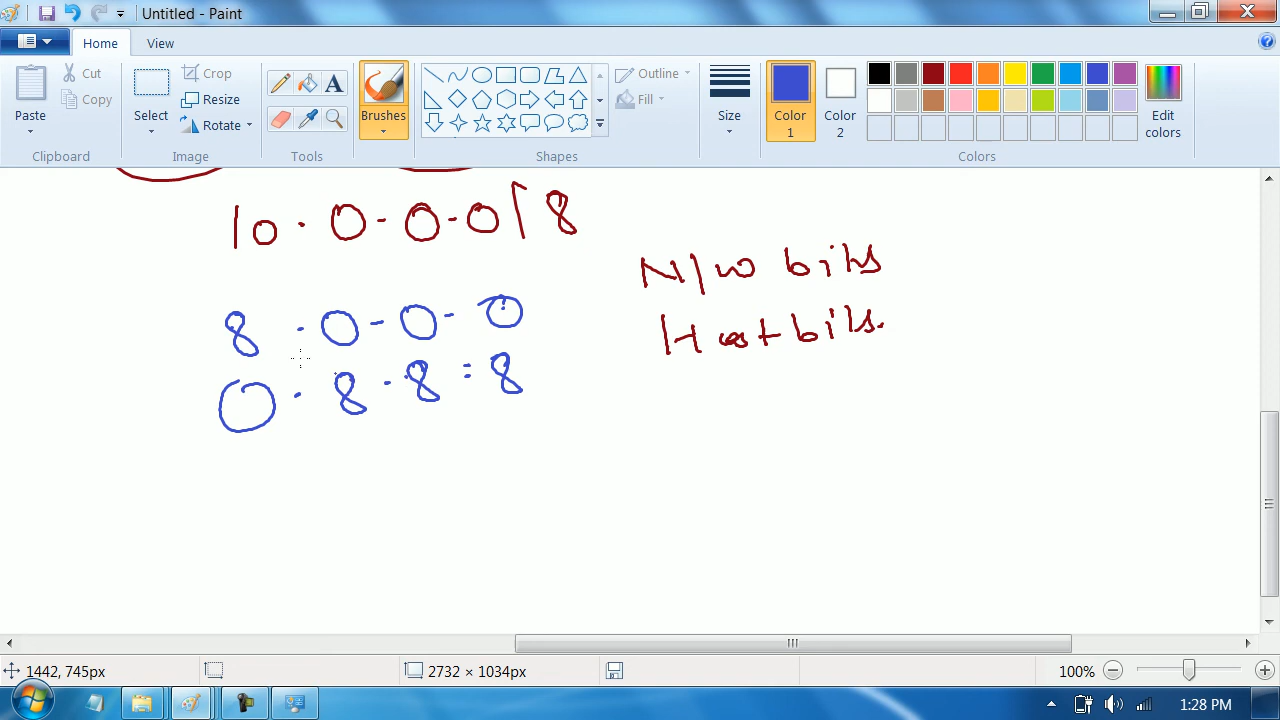 Untitled - Paint
Home View
Paste Cut Copy Clipboard
Select Crop Resize Rotate Image
A Tools
Brushes
Shapes Outline Fill
Size
Color 1 Color 2 Edit colors Colors
10 . 0 - 0 - 0 / 8
N/w bits
8 . 0 - 0 - 0
Host bits.
0 . 8 . 8 : 8
1442, 745px 2732 × 1034px 100%
1:28 PM